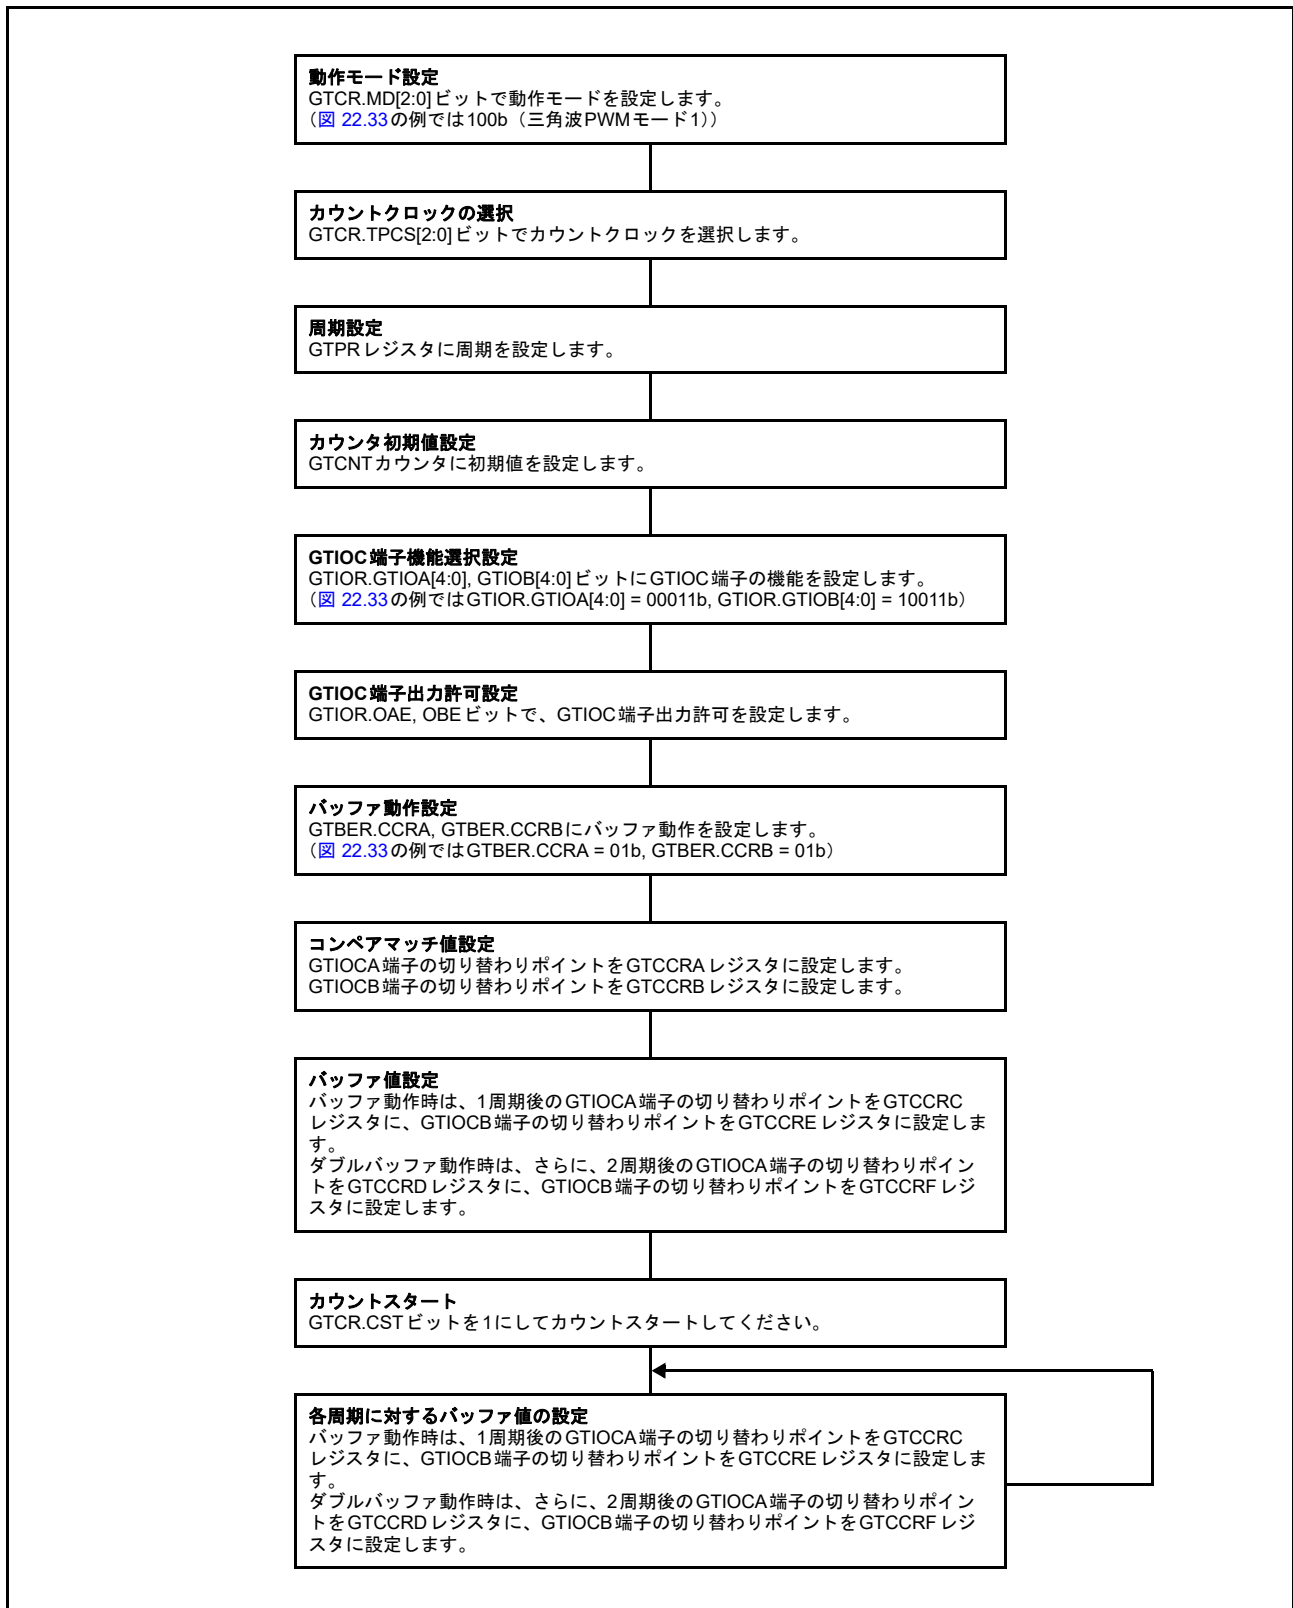 動作モード設定
GTCR.MD[2:0]ビットで動作モードを設定します。
（図 22.33の例では100b（三角波PWMモード1））
カウントクロックの選択
GTCR.TPCS[2:0]ビットでカウントクロックを選択します。
周期設定
GTPRレジスタに周期を設定します。
カウンタ初期値設定
GTCNTカウンタに初期値を設定します。
GTIOC端子機能選択設定
GTIOR.GTIOA[4:0], GTIOB[4:0]ビットにGTIOC端子の機能を設定します。
（図 22.33の例ではGTIOR.GTIOA[4:0] = 00011b, GTIOR.GTIOB[4:0] = 10011b）
GTIOC端子出力許可設定
GTIOR.OAE, OBEビットで、GTIOC端子出力許可を設定します。
バッファ動作設定
GTBER.CCRA, GTBER.CCRBにバッファ動作を設定します。
（図 22.33の例ではGTBER.CCRA = 01b, GTBER.CCRB = 01b）
コンペアマッチ値設定
GTIOCA端子の切り替わりポイントをGTCCRAレジスタに設定します。
GTIOCB端子の切り替わりポイントをGTCCRBレジスタに設定します。
バッファ値設定
バッファ動作時は、1周期後のGTIOCA端子の切り替わりポイントをGTCCRC
レジスタに、GTIOCB端子の切り替わりポイントをGTCCREレジスタに設定しま
す。
ダブルバッファ動作時は、さらに、2周期後のGTIOCA端子の切り替わりポイン
トをGTCCRDレジスタに、GTIOCB端子の切り替わりポイントをGTCCRFレジ
スタに設定します。
カウントスタート
GTCR.CSTビットを1にしてカウントスタートしてください。
各周期に対するバッファ値の設定
バッファ動作時は、1周期後のGTIOCA端子の切り替わりポイントをGTCCRC
レジスタに、GTIOCB端子の切り替わりポイントをGTCCREレジスタに設定しま
す。
ダブルバッファ動作時は、さらに、2周期後のGTIOCA端子の切り替わりポイン
トをGTCCRDレジスタに、GTIOCB端子の切り替わりポイントをGTCCRFレジ
スタに設定します。